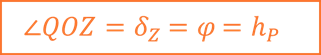 ∠QOZ = δ_Z = φ = h_P